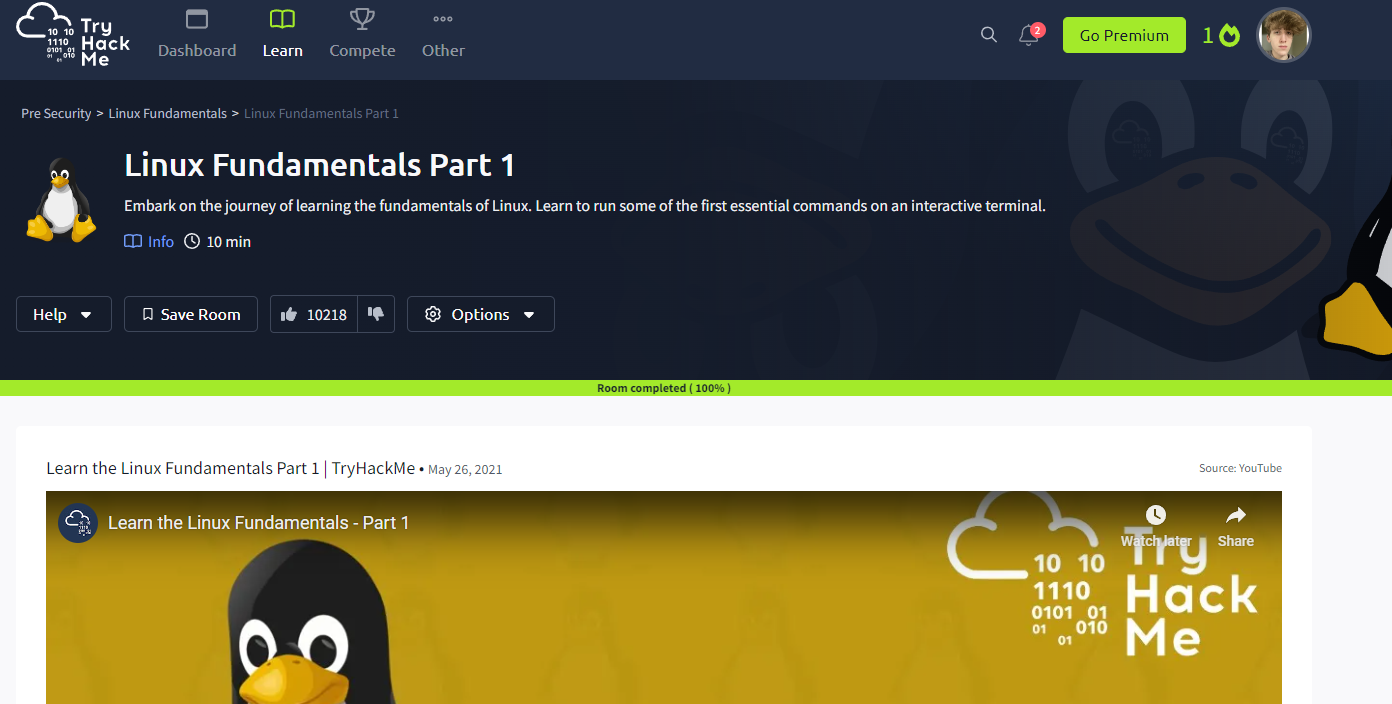 Try
Hack
Me
10 10
1110
0101 01
01 010
01
Dashboard
Learn
Compete
Other
2
Go Premium
1
Pre Security > Linux Fundamentals > Linux Fundamentals Part 1
Linux Fundamentals Part 1
Embark on the journey of learning the fundamentals of Linux. Learn to run some of the first essential commands on an interactive terminal.
Info 10 min
Help
Save Room
10218
Options
Room completed ( 100% )
Learn the Linux Fundamentals Part 1 | TryHackMe • May 26, 2021
Source: YouTube
Learn the Linux Fundamentals - Part 1
Watch later
Share
10 10
1110
0101 01
01 010
01
Try
Hack
Me